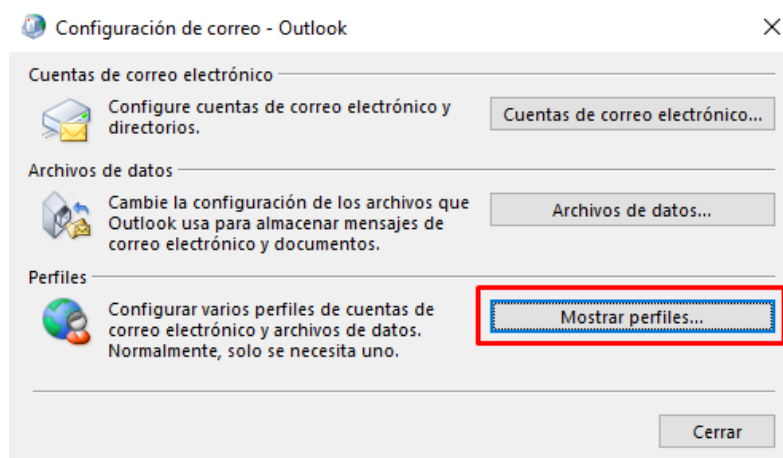 Configuración de correo - Outlook
Cuentas de correo electrónico
Configure cuentas de correo electrónico y
directorios.
Cuentas de correo electrónico...
Archivos de datos
Cambie la configuración de los archivos que
Outlook usa para almacenar mensajes de
correo electrónico y documentos.
Archivos de datos...
Perfiles
Configurar varios perfiles de cuentas de
correo electrónico y archivos de datos.
Normalmente, solo se necesita uno.
Mostrar perfiles...
Cerrar